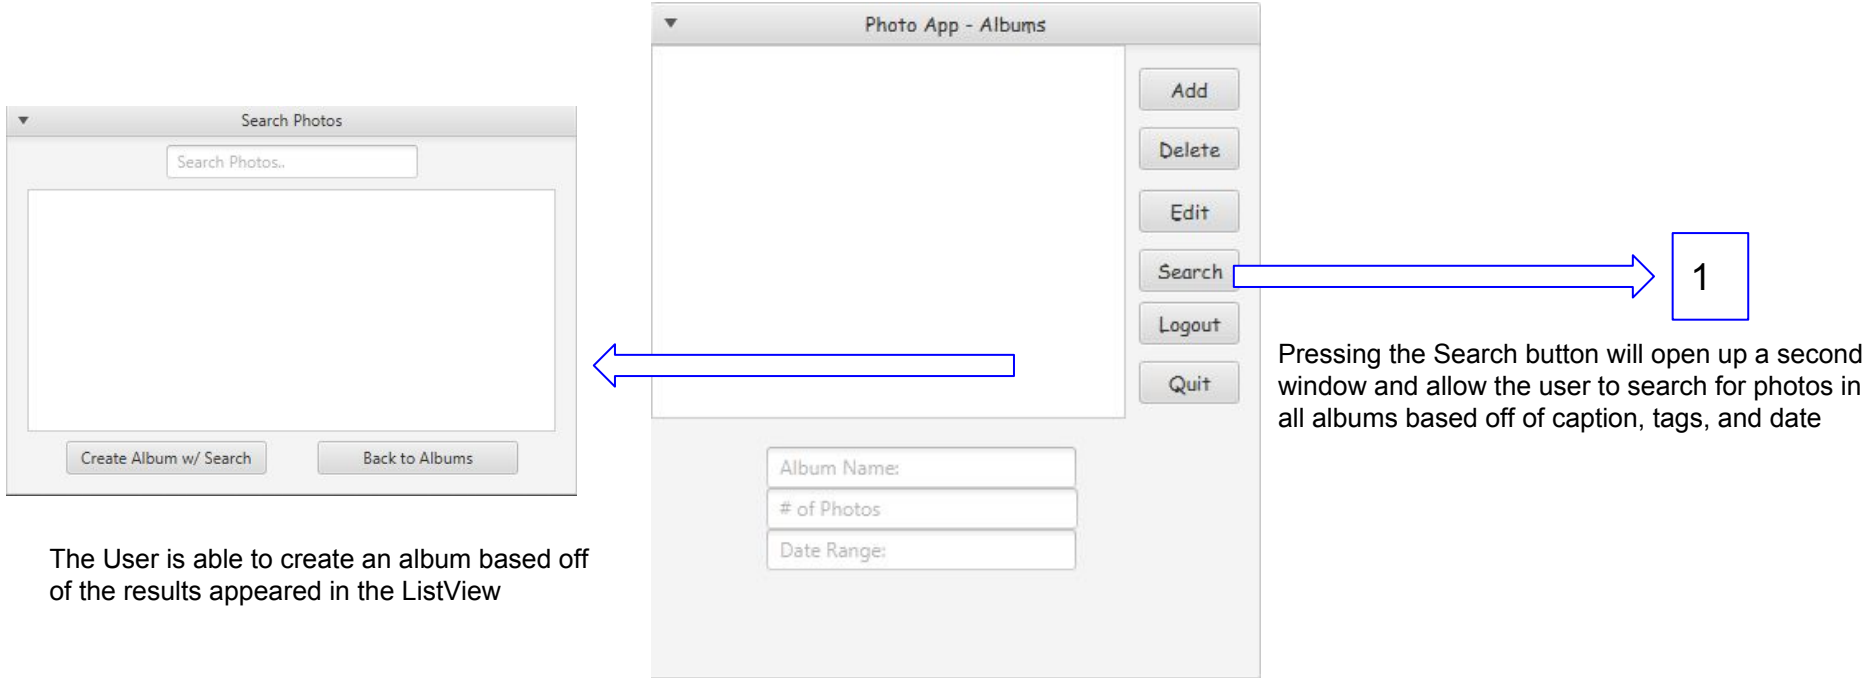 Photo App - Albums
Add
Delete
Edit
Search
Logout
Quit
Album Name:
# of Photos
Date Range:
Search Photos
Search Photos..
Create Album w/ Search
Back to Albums
The User is able to create an album based off
of the results appeared in the ListView
1
Pressing the Search button will open up a second
window and allow the user to search for photos in
all albums based off of caption, tags, and date